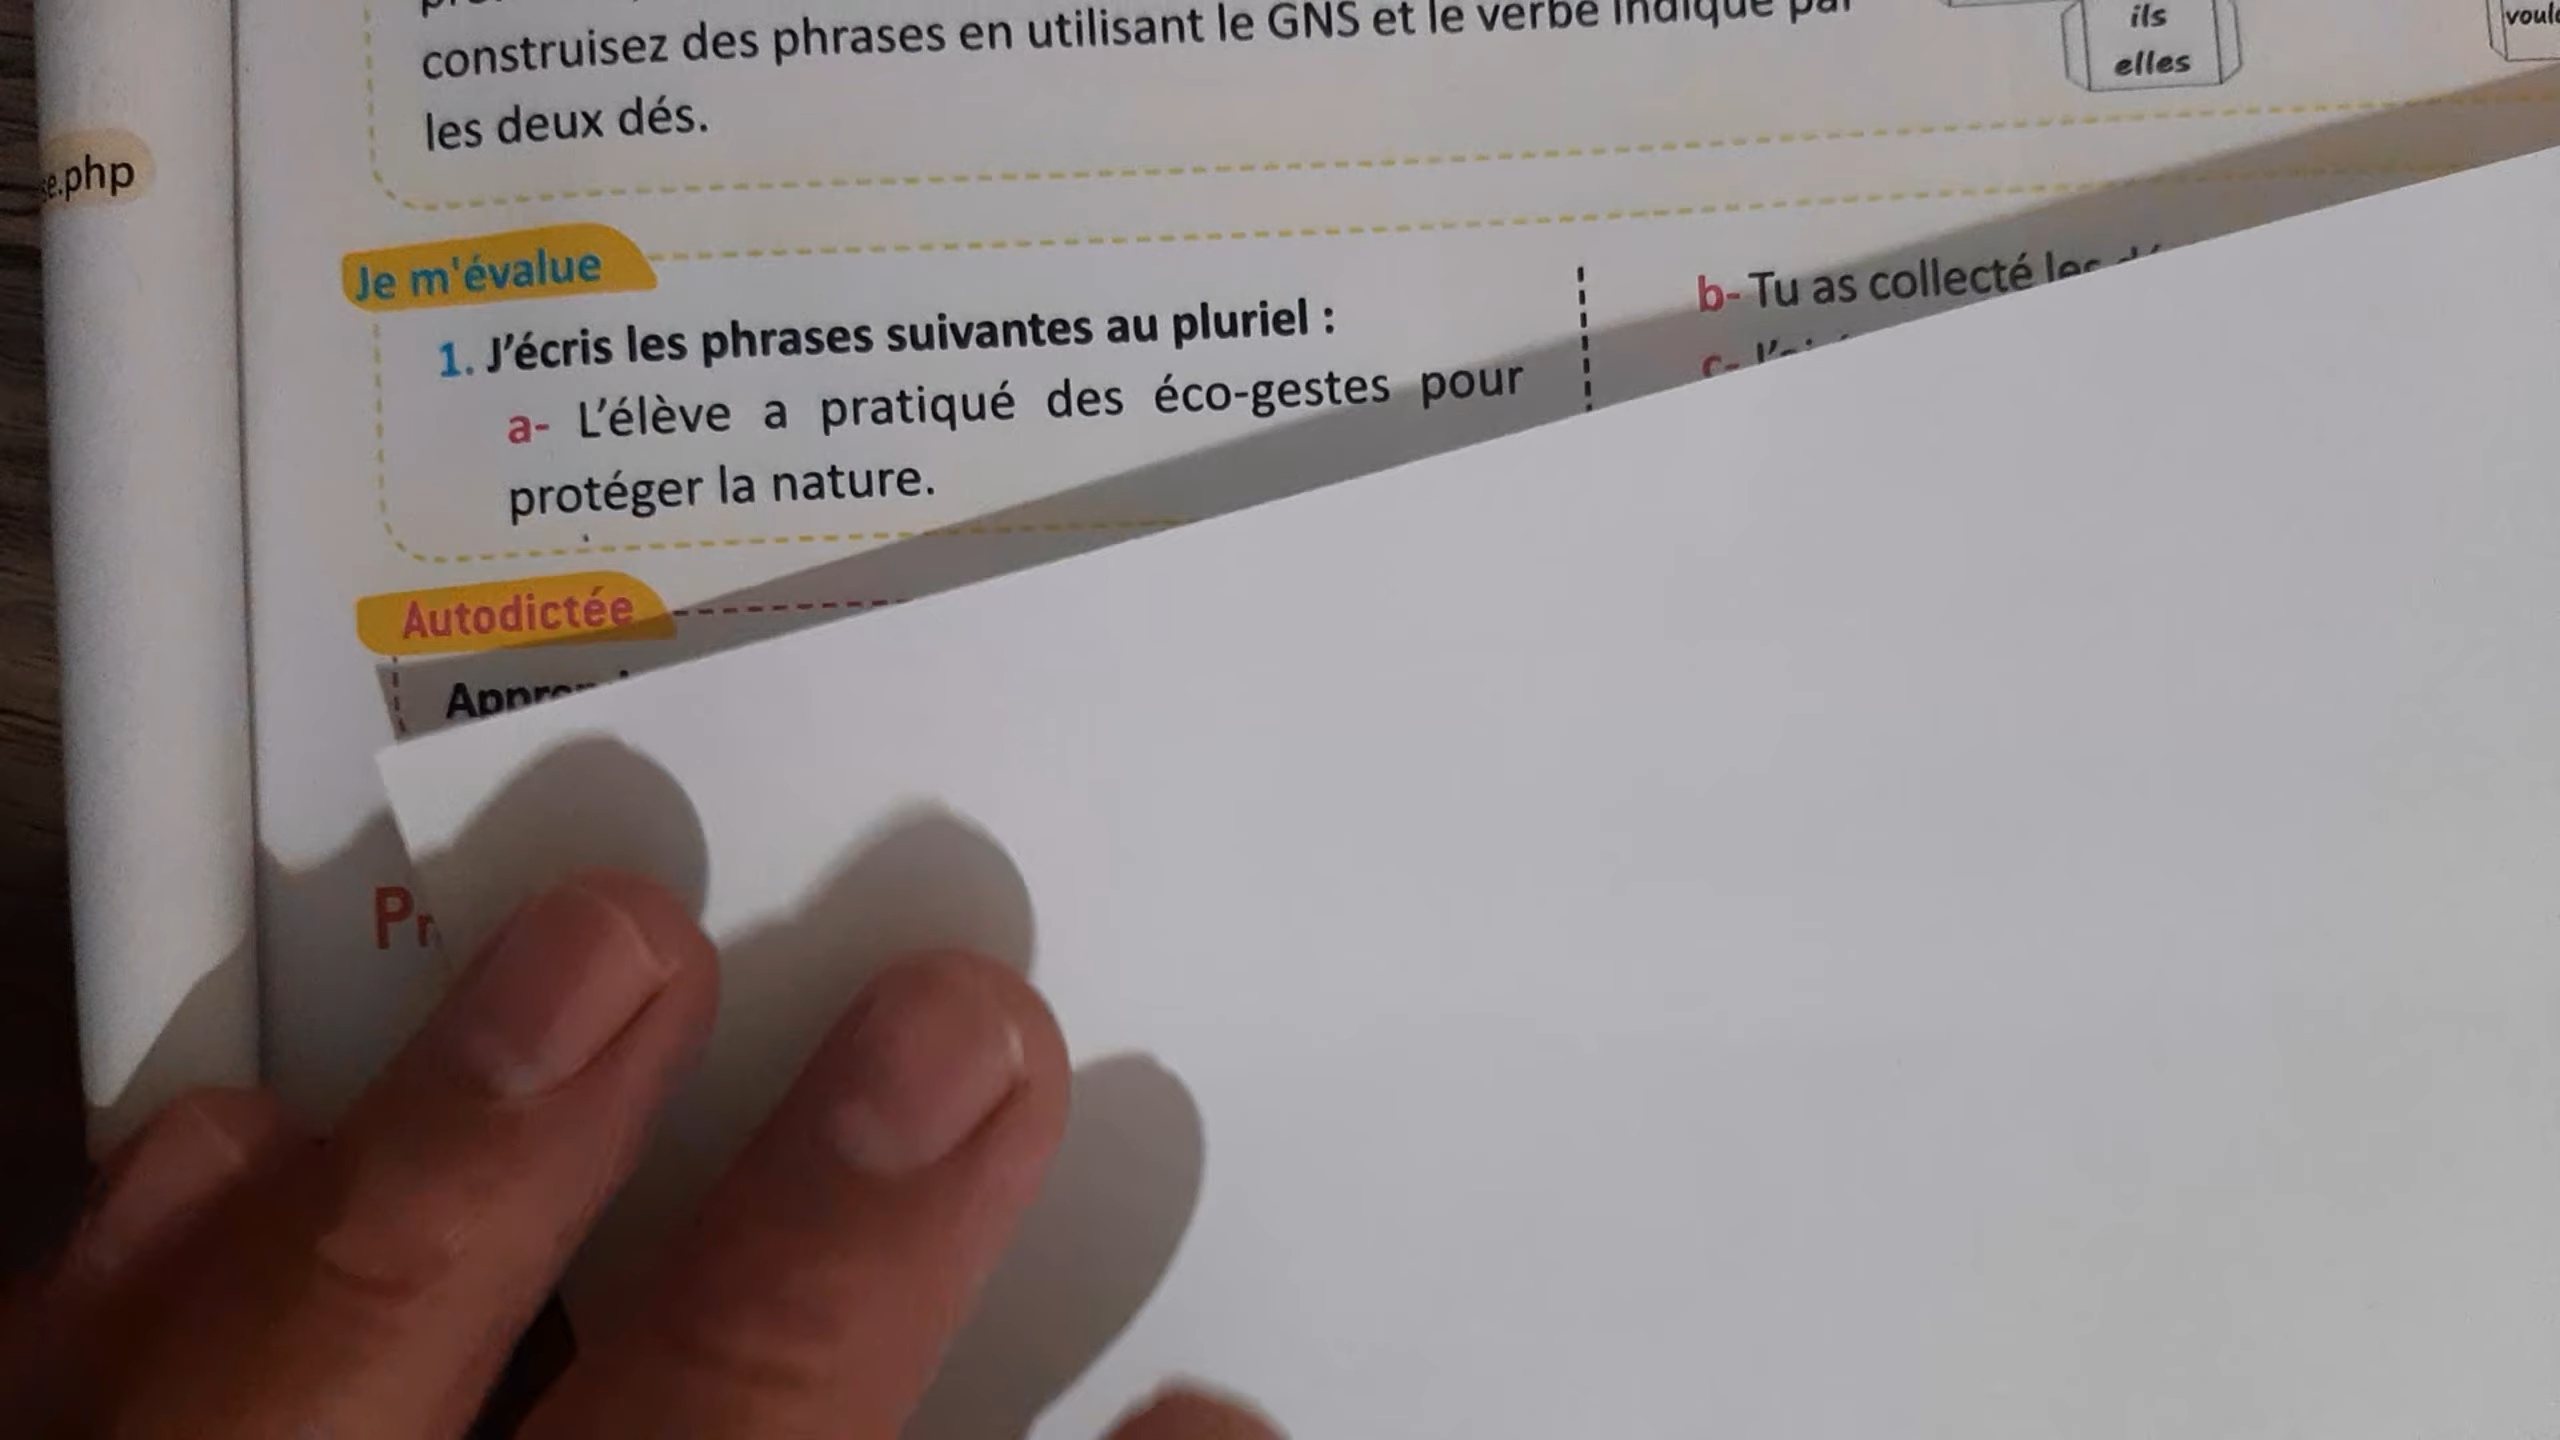 construisez des phrases en utilisant le GNS et le verbe indiqué par
les deux dés.
ils
elles
.php
Je m'évalue
1. J'écris les phrases suivantes au pluriel :
a- L'élève a pratiqué des éco-gestes pour
protéger la nature.
b- Tu as collecté les
c-
Autodictée